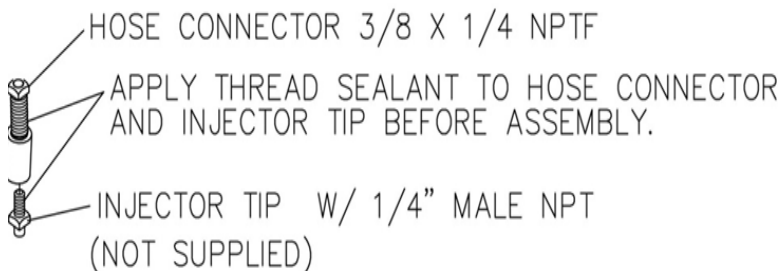 HOSE CONNECTOR 3/8 X 1/4 NPTF
APPLY THREAD SEALANT TO HOSE CONNECTOR
AND INJECTOR TIP BEFORE ASSEMBLY.
INJECTOR TIP W/ 1/4” MALE NPT
(NOT SUPPLIED)